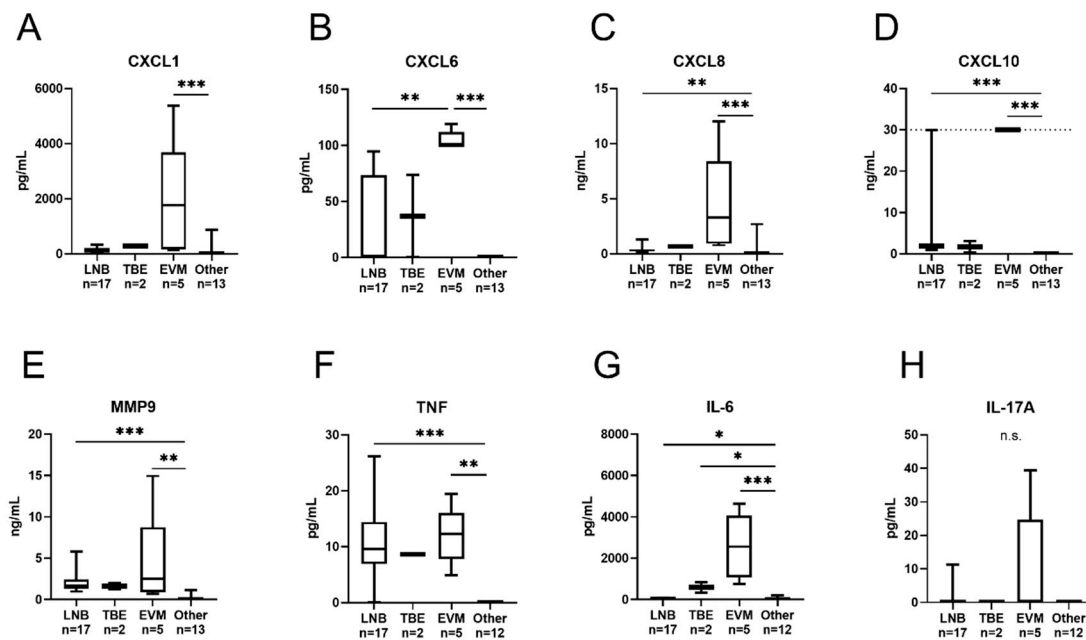 A
CXCL1
***
pg/mL
6000
4000
2000
0
LNB TBE EVM Other
n=17 n=2 n=5 n=13
B
CXCL6
** ***
pg/mL
150
100
50
0
LNB TBE EVM Other
n=17 n=2 n=5 n=13
C
CXCL8
**
***
ng/mL
15
10
5
0
LNB TBE EVM Other
n=17 n=2 n=5 n=13
D
CXCL10
***
***
ng/mL
40
30
20
10
0
LNB TBE EVM Other
n=17 n=2 n=5 n=13
E
MMP9
***
**
ng/mL
20
15
10
5
0
LNB TBE EVM Other
n=17 n=2 n=5 n=13
F
TNF
***
**
pg/mL
30
20
10
0
LNB TBE EVM Other
n=17 n=2 n=5 n=12
G
IL-6
*
*
***
pg/mL
8000
6000
4000
2000
0
LNB TBE EVM Other
n=17 n=2 n=5 n=12
H
IL-17A
n.s.
pg/mL
50
40
30
20
10
0
LNB TBE EVM Other
n=17 n=2 n=5 n=12